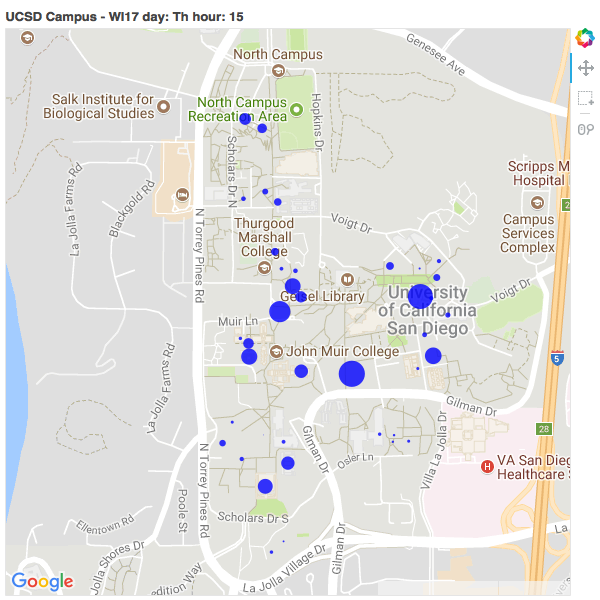 UCSD Campus - WI17 day: Th hour: 15
Genesee Ave
North Campus
Salk Institute for
Biological Studies
North Campus
Recreation Area
Hopkins Dr
Scholars Dr N
La Jolla Farms Rd
Blackgold Rd
Scripps M
Hospital
Campus
Services
Complex
N Torrey Pines Rd
Voigt Dr
Thurgood
Marshall
College
Geisel Library
University
of California
San Diego
Voigt Dr
Muir Ln
John Muir College
5
La Jolla Farms Rd
Gilman Dr
28
N Torrey Pines Rd
Gilman Dr
Osler Ln
Villa La Jolla Dr
H
VA San Dieg
Healthcare S
Poole St
Ellentown Rd
Scholars Dr S
La Jolla Shores Dr
Gilman Dr
La
Google
edition Way
La Jolla Village Dr
2